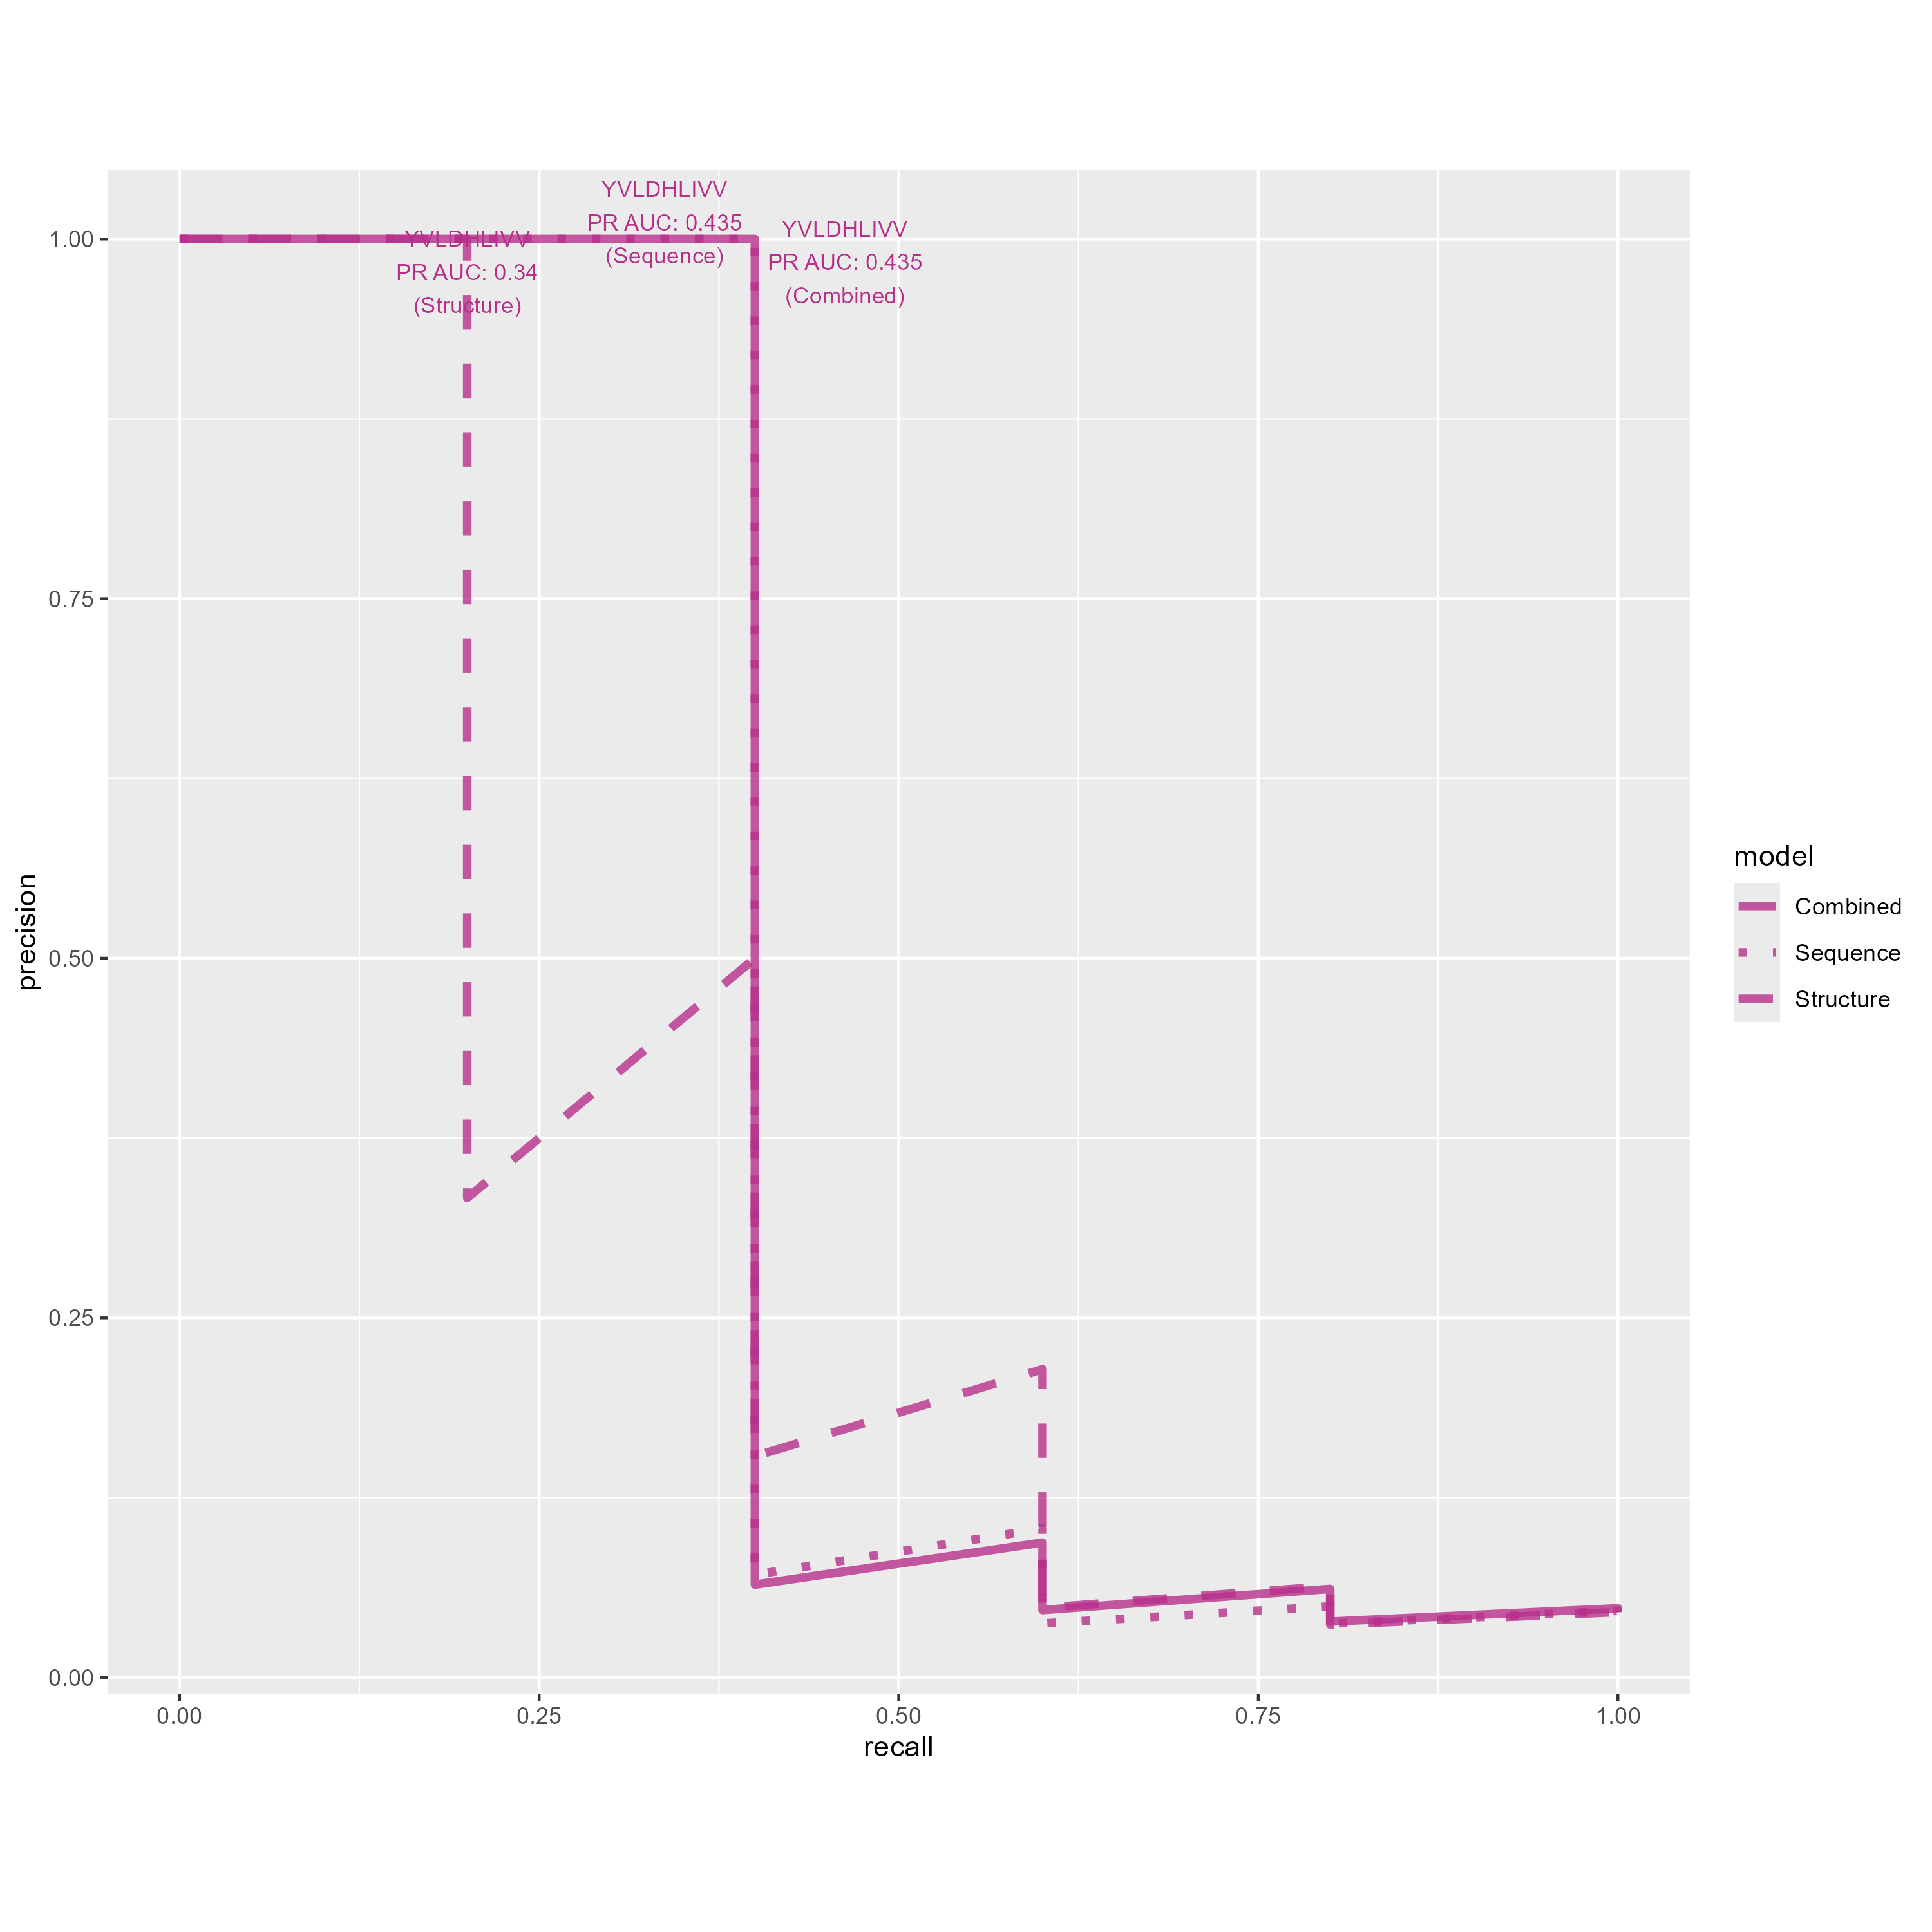 YVLDHLIVV
PR AUC: 0.435
(Sequence)
YVLDHLIVV
PR AUC: 0.435
(Combined)
YVLDHLIVV
PR AUC: 0.34
(Structure)
1.00
0.75
0.50
0.25
0.00
precision
0.00
0.25
0.50
0.75
1.00
recall
model
Combined
Sequence
Structure